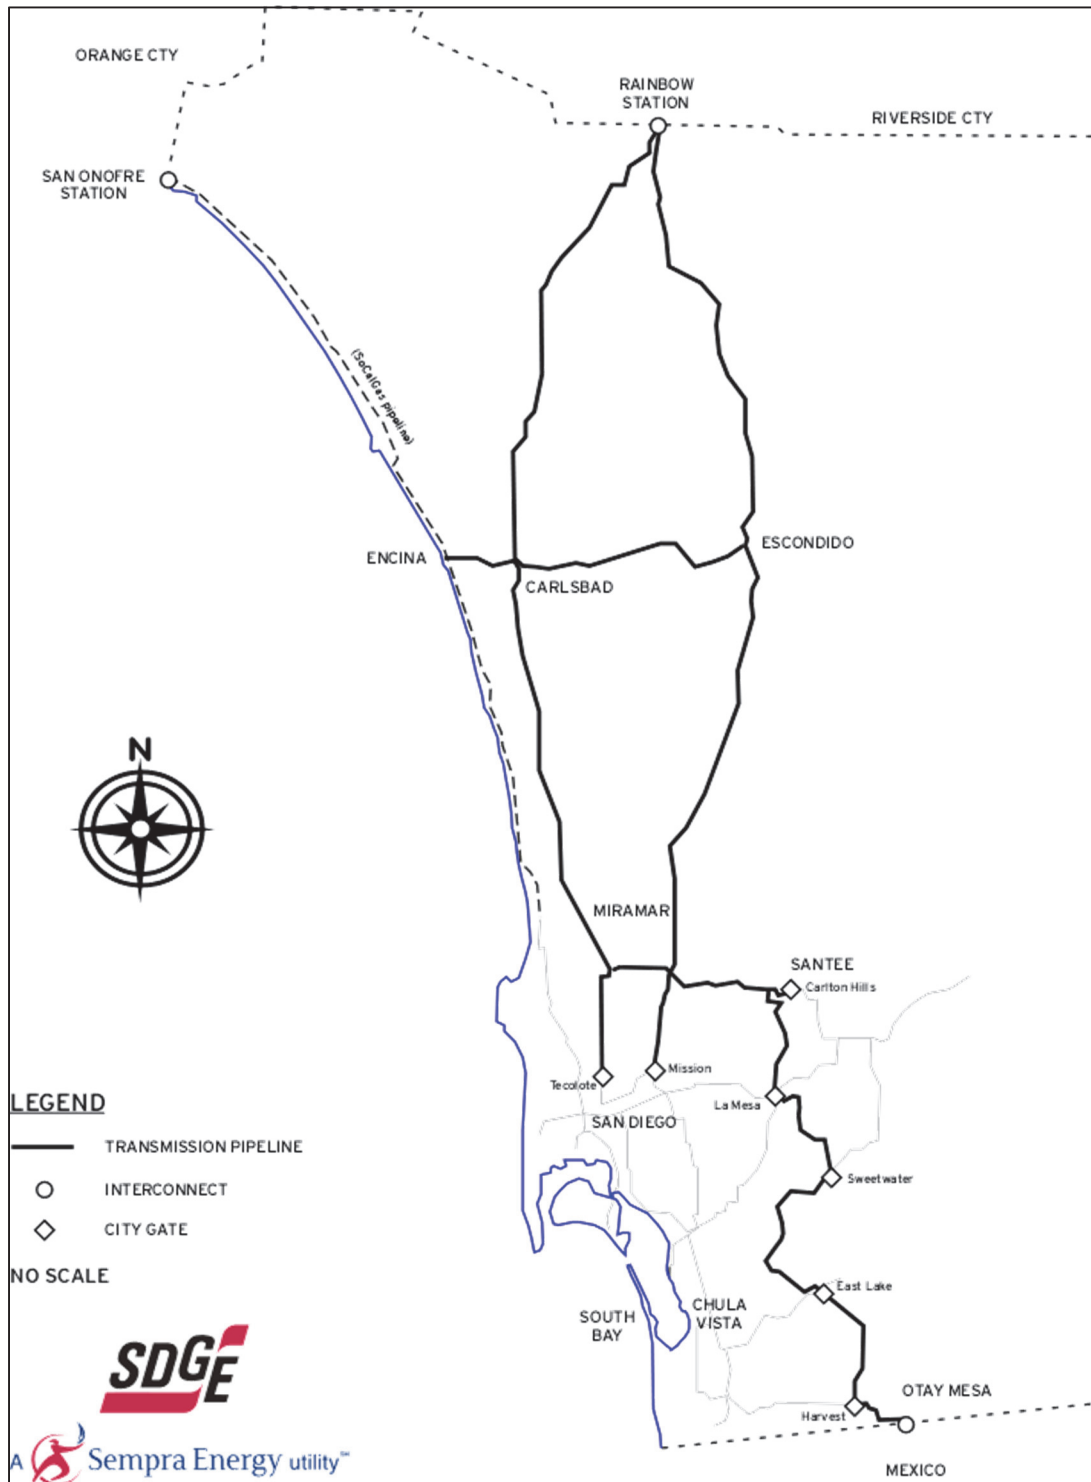 ORANGE CTY
RAINBOW
STATION
RIVERSIDE CTY
SAN ONOFRE
STATION
(SoCalGas pipeline)
ENCINA
ESCONDIDO
CARLSBAD
N
MIRAMAR
SANTEE
Carlton Hills
Mission
Tecolote
La Mesa
SAN DIEGO
LEGEND
TRANSMISSION PIPELINE
INTERCONNECT
CITY GATE
NO SCALE
Sweetwater
East Lake
SOUTH
BAY
CHULA
VISTA
OTAY MESA
Harvest
MEXICO
SDGE
A Sempra Energy utility℠